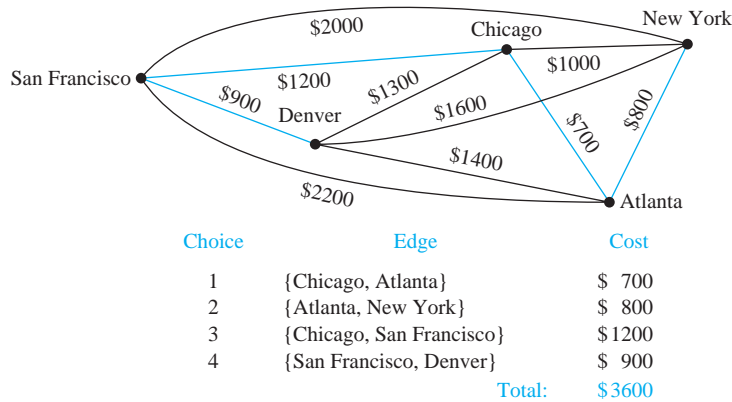 New York
$2000
Chicago
San Francisco
$1200
$1300
$1000
$900
Denver
$1600
$700
$800
$1400
$2200
Atlanta
Choice Edge Cost
1 {Chicago, Atlanta} $ 700
2 {Atlanta, New York} $ 800
3 {Chicago, San Francisco} $1200
4 {San Francisco, Denver} $ 900
Total: $3600